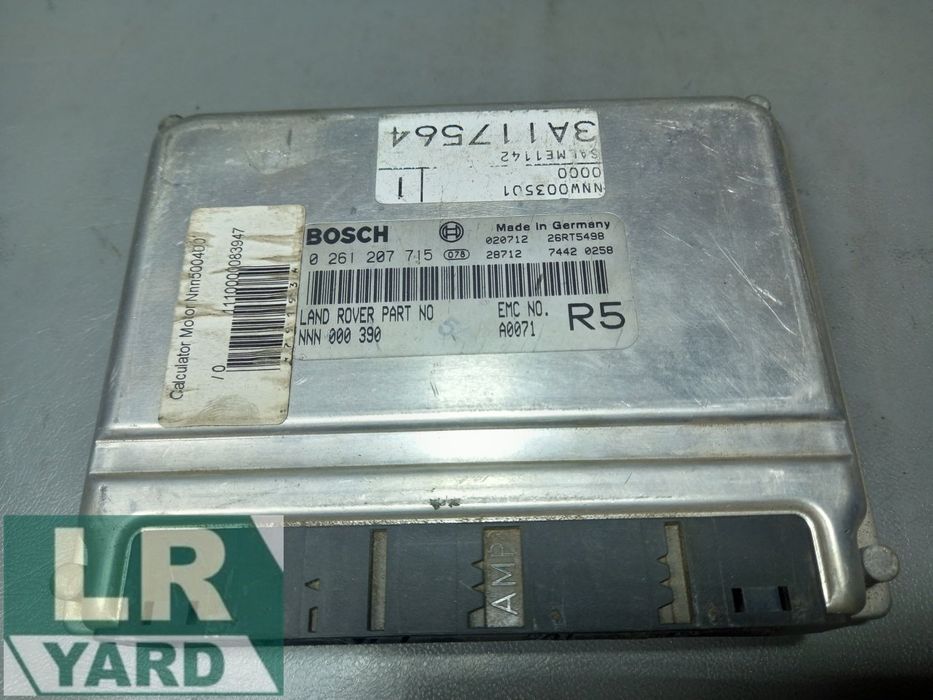 3A117564
SALME1142
0000
NNW003501
1
BOSCH
Made in Germany
020712 26RT5498
0 261 207 715 078 28712 7442 0258
LAND ROVER PART NO
NNN 000 390
EMC NO.
A0071
R5
Calculator Motor Nnn500400
1110000083947
/ 0
AMP
LR
YARD